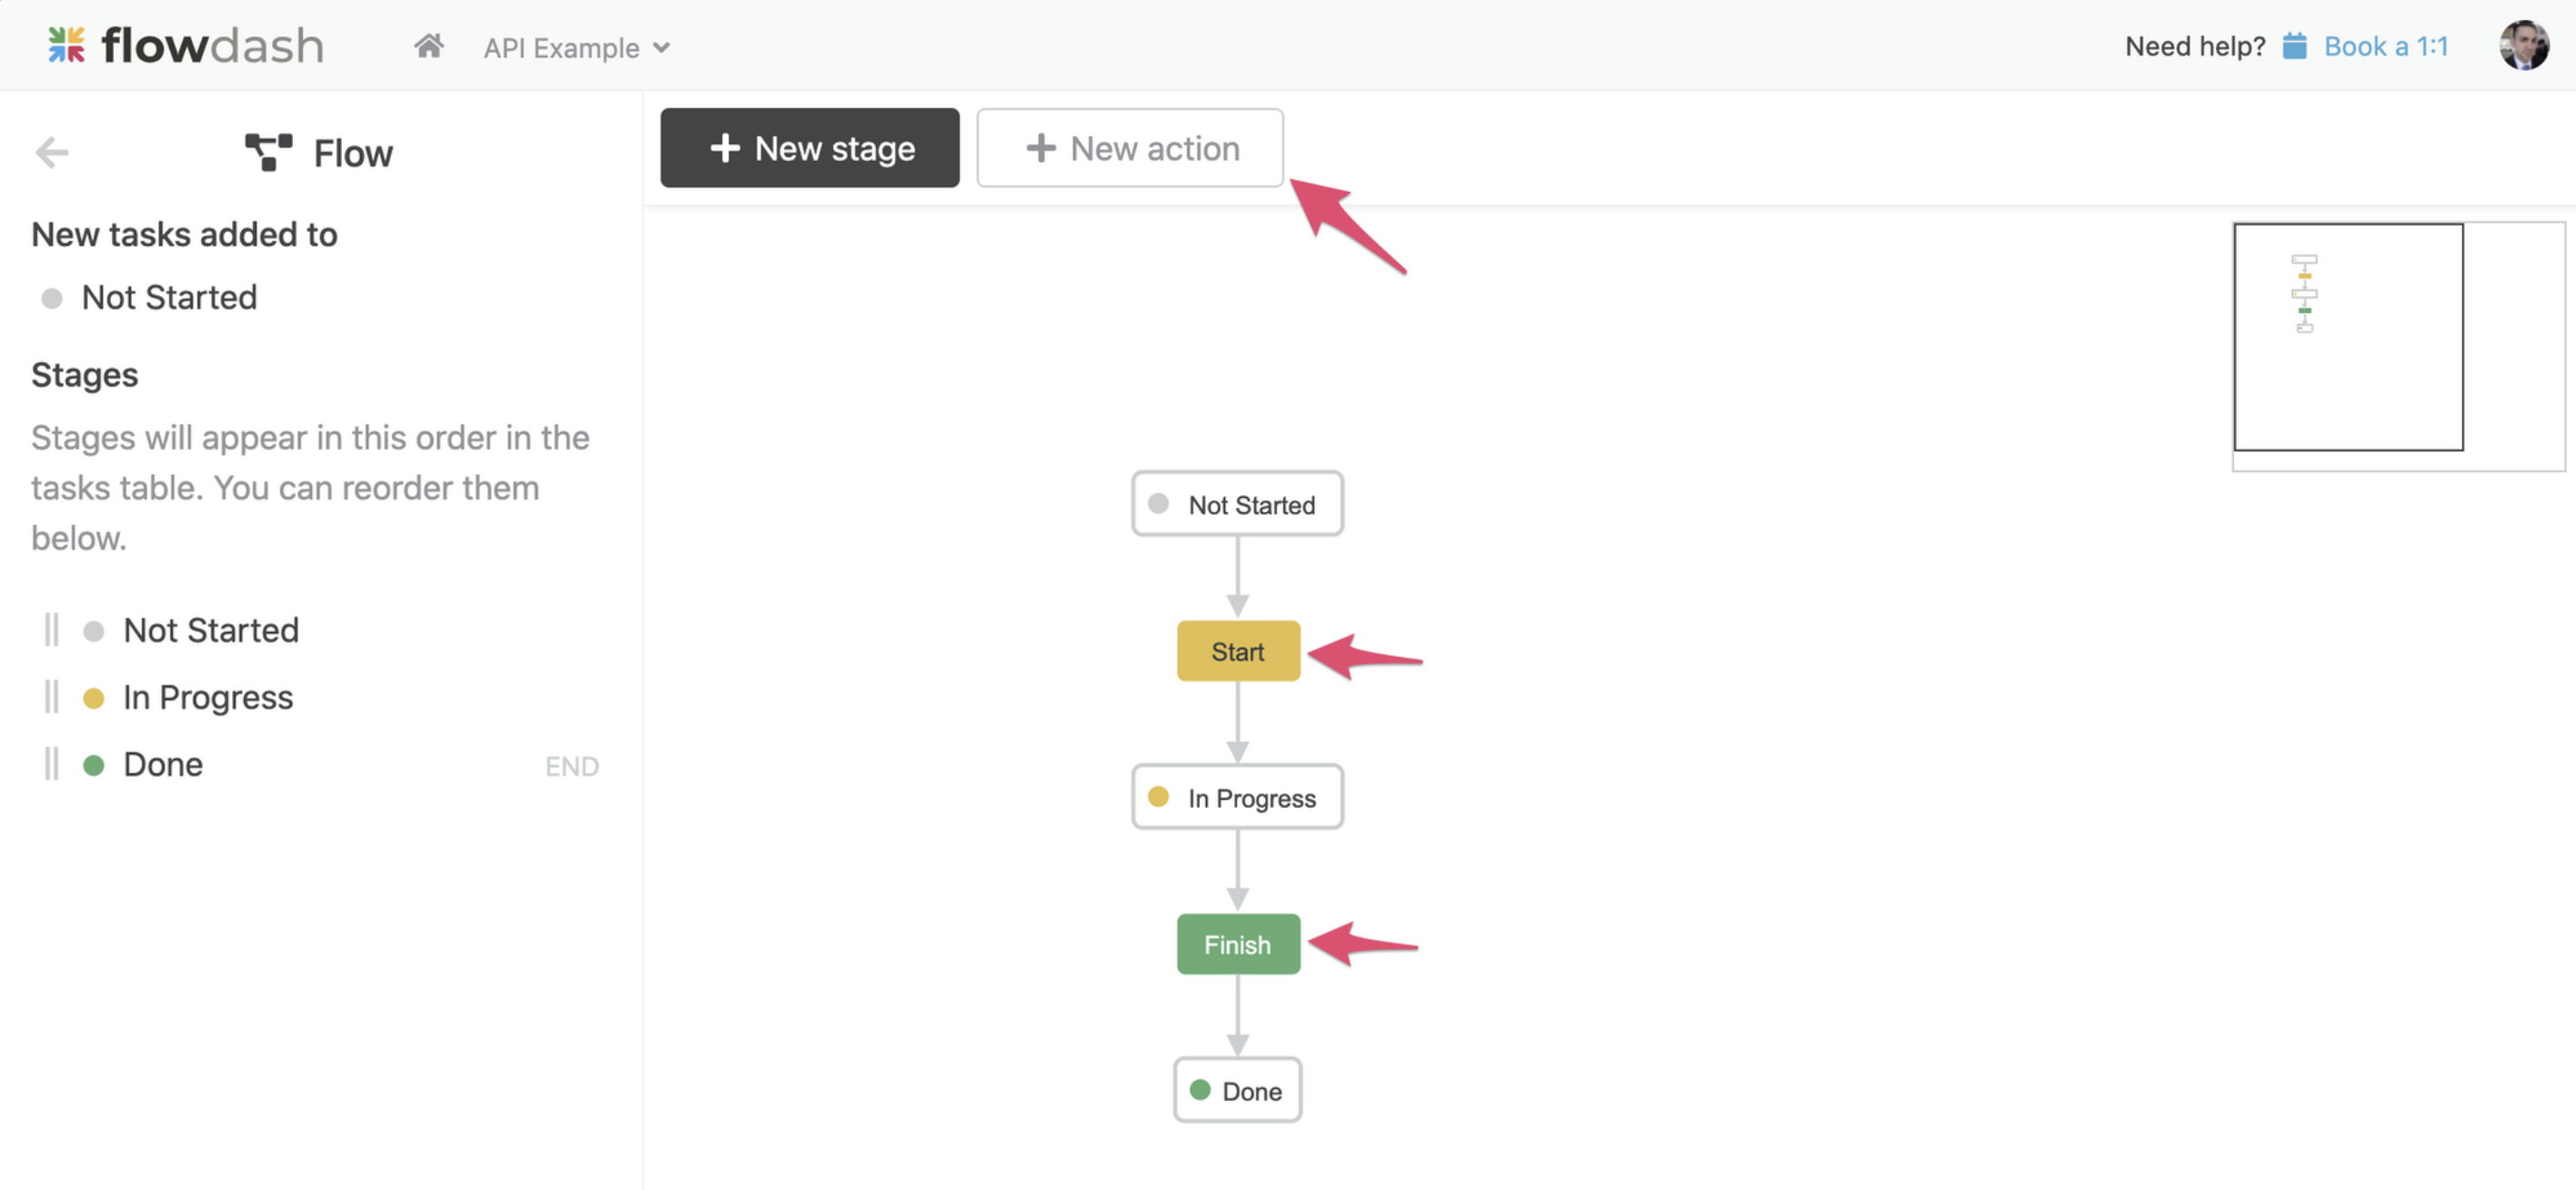 flowdash
API Example
Need help? Book a 1:1
Flow
New tasks added to
Not Started
Stages
Stages will appear in this order in the
tasks table. You can reorder them
below.
Not Started
In Progress
Done END
+ New stage
+ New action
Not Started
Start
In Progress
Finish
Done